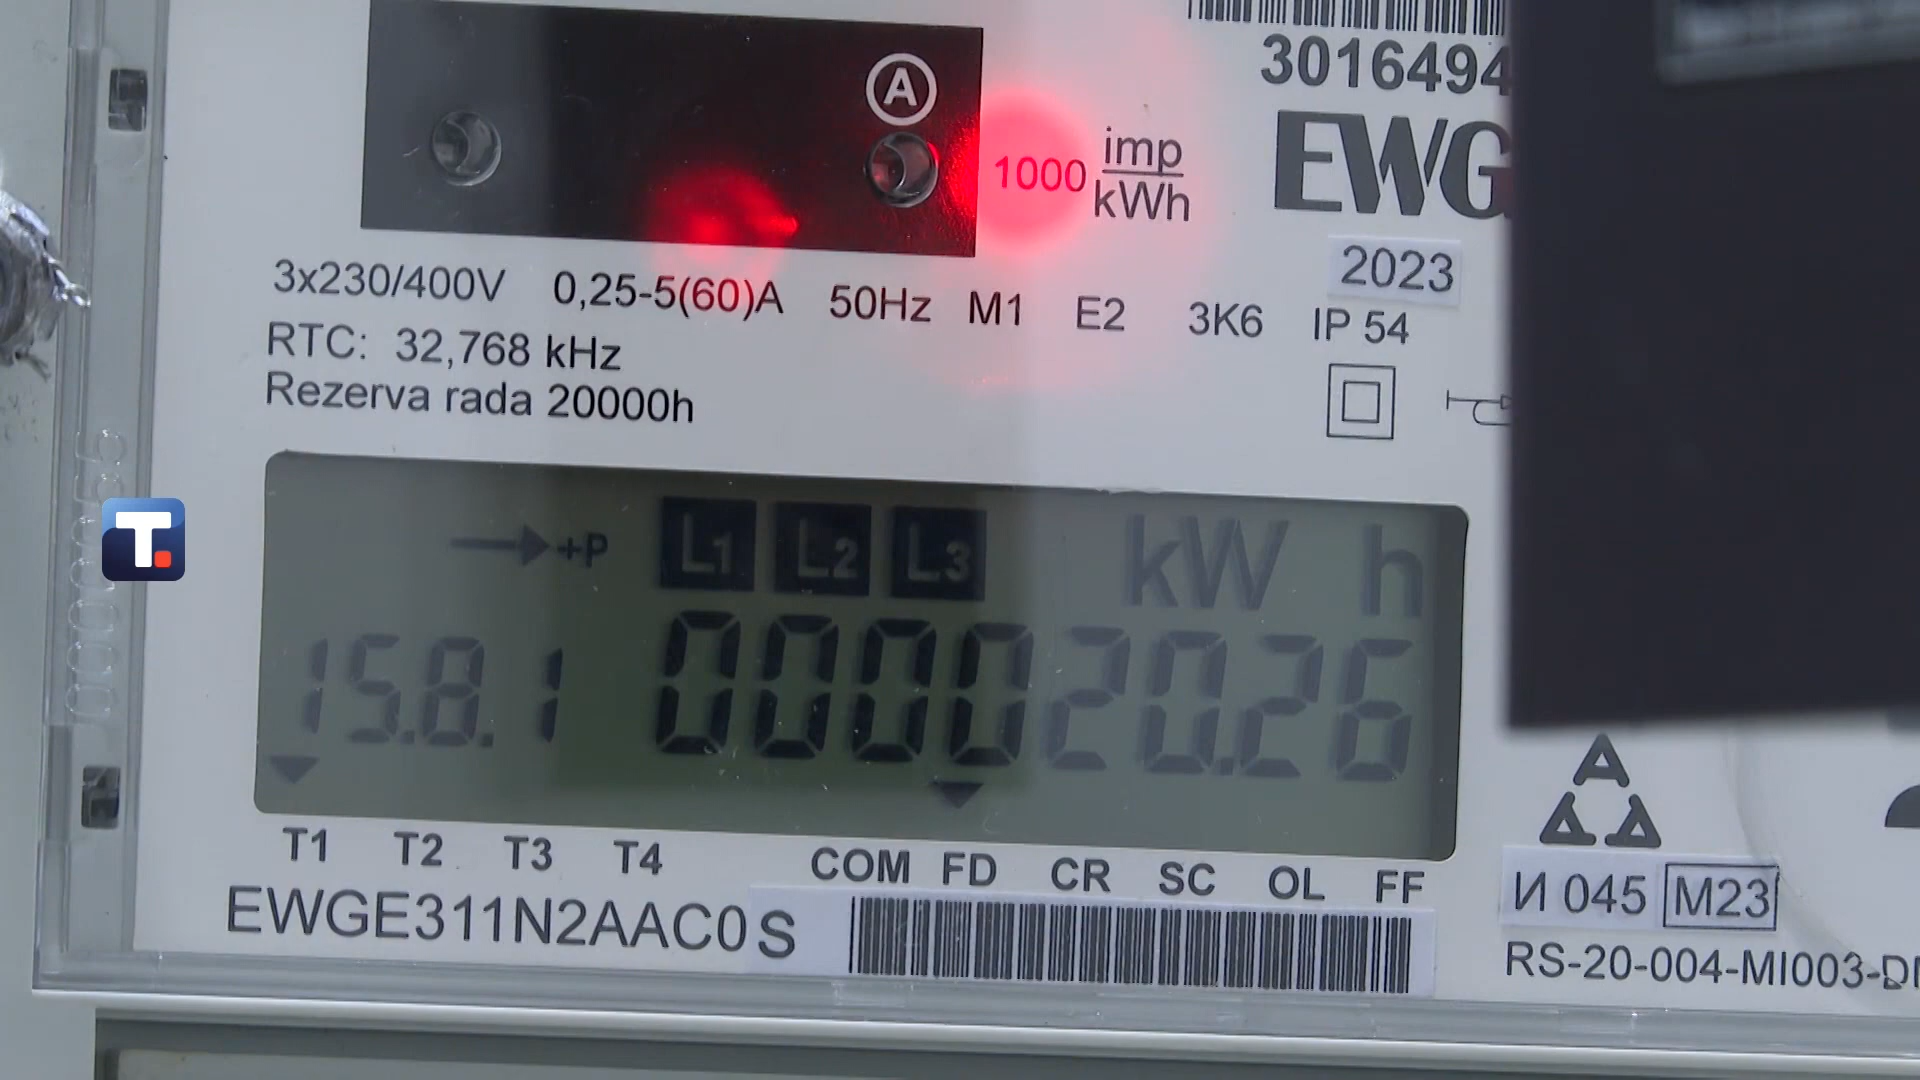 A
imp
1000 kWh
3016494
EWG
2023
3x230/400V 0,25-5(60)A 50Hz M1 E2 3K6 IP 54
RTC: 32,768 kHz
Rezerva rada 20000h
T.
→+P L1 L2 L3 kW h
15.8.1 000020.26
T1 T2 T3 T4 COM FD CR SC OL FF
EWGE311N2AAC0S
A
A A
И 045 M23
RS-20-004-MI003-